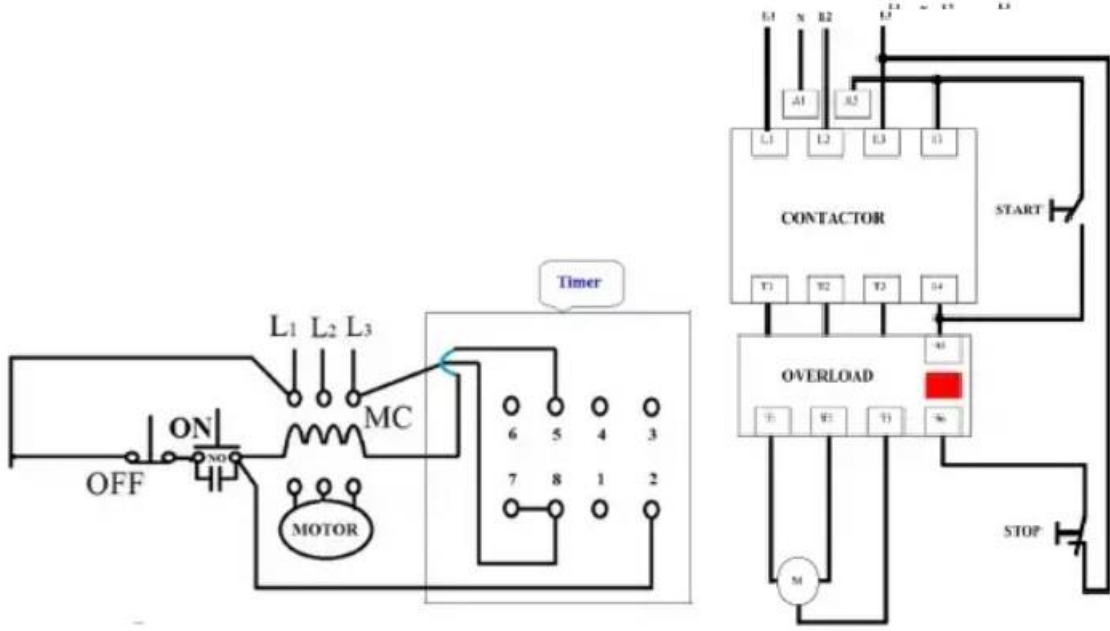 Timer
L1 L2 L3
MC
ON
NO
OFF
MOTOR
6 5 4 3
7 8 1 2
L1 N L2 L3
A1 A2
L1 L2 L3
CONTACTOR
START
T1 T2 T3
OVERLOAD
M
STOP